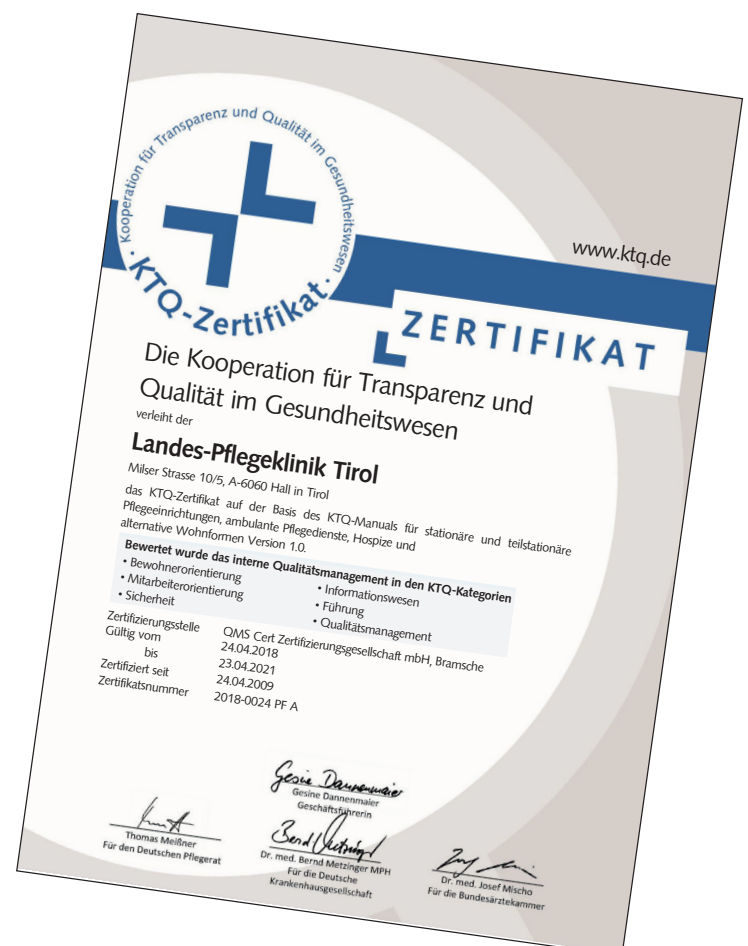 Kooperation für Transparenz und Qualität im Gesundheitswesen
· KTQ-Zertifikat ·
www.ktq.de
ZERTIFIKAT
Die Kooperation für Transparenz und
Qualität im Gesundheitswesen
verleiht der
Landes-Pflegeklinik Tirol
Milser Strasse 10/5, A-6060 Hall in Tirol
das KTQ-Zertifikat auf der Basis des KTQ-Manuals für stationäre und teilstationäre
Pflegeeinrichtungen, ambulante Pflegedienste, Hospize und
alternative Wohnformen Version 1.0.
Bewertet wurde das interne Qualitätsmanagement in den KTQ-Kategorien
• Bewohnerorientierung • Informationswesen
• Mitarbeiterorientierung • Führung
• Sicherheit • Qualitätsmanagement
Zertifizierungsstelle QMS Cert Zertifizierungsgesellschaft mbH, Bramsche
Gültig vom 24.04.2018
bis 23.04.2021
Zertifiziert seit 24.04.2009
Zertifikatsnummer 2018-0024 PF A
Gesine Dannenmaier
Gesine Dannenmaier
Geschäftsführerin
Thomas Meißner
Für den Deutschen Pflegerat
Bernd Metzinger
Dr. med. Bernd Metzinger MPH
Für die Deutsche
Krankenhausgesellschaft
Dr. med. Josef Mischo
Für die Bundesärztekammer